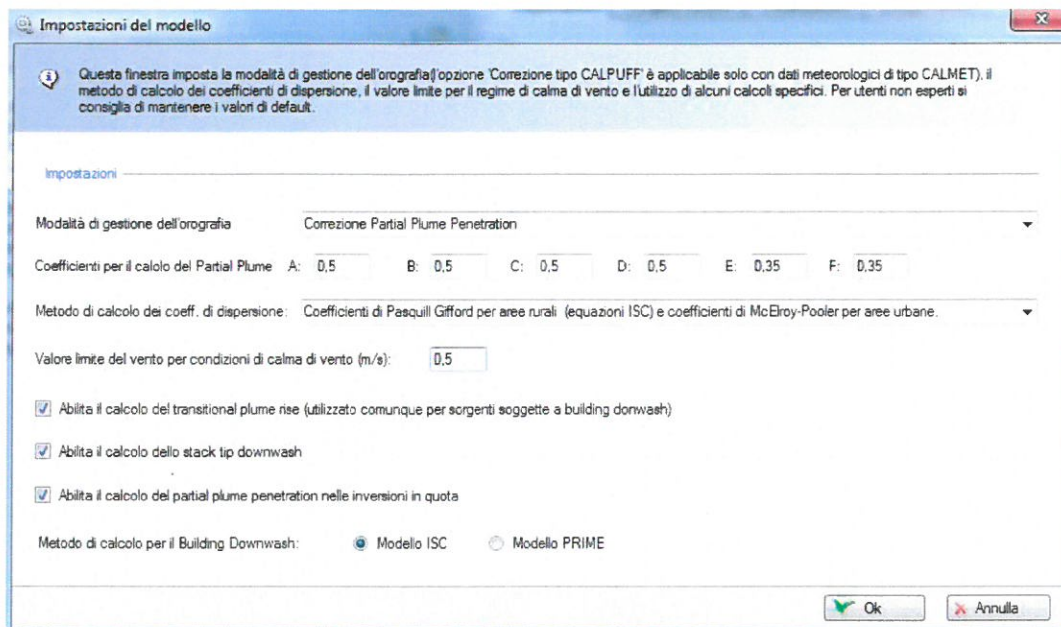 Impostazioni del modello
Questa finestra imposta la modalità di gestione dell'orografia(l'opzione 'Correzione tipo CALPUFF' è applicabile solo con dati meteorologici di tipo CALMET), il
metodo di calcolo dei coefficienti di dispersione, il valore limite per il regime di calma di vento e l'utilizzo di alcuni calcoli specifici. Per utenti non esperti si
consiglia di mantenere i valori di default.
Impostazioni
Modalità di gestione dell'orografia Correzione Partial Plume Penetration
Coefficienti per il calolo del Partial Plume A: 0,5 B: 0,5 C: 0,5 D: 0,5 E: 0,35 F: 0,35
Metodo di calcolo dei coeff. di dispersione: Coefficienti di Pasquill Gifford per aree rurali (equazioni ISC) e coefficienti di McElroy-Pooler per aree urbane.
Valore limite del vento per condizioni di calma di vento (m/s): 0,5
Abilita il calcolo del transitional plume rise (utilizzato comunque per sorgenti soggette a building donwash)
Abilita il calcolo dello stack tip downwash
Abilita il calcolo del partial plume penetration nelle inversioni in quota
Metodo di calcolo per il Building Downwash: Modello ISC Modello PRIME
Ok Annulla